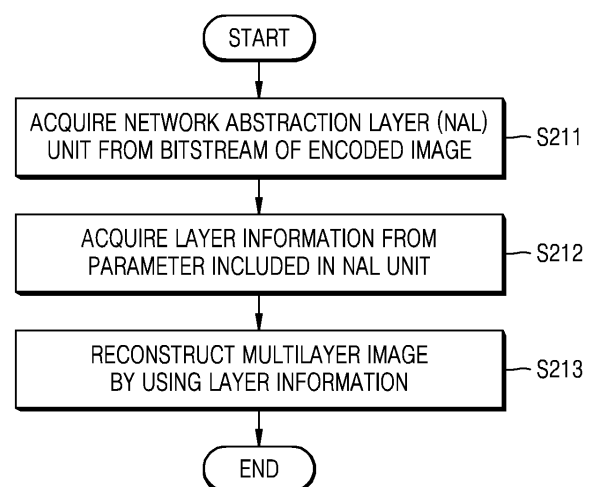 START
ACQUIRE NETWORK ABSTRACTION LAYER (NAL)
UNIT FROM BITSTREAM OF ENCODED IMAGE
S211
ACQUIRE LAYER INFORMATION FROM
PARAMETER INCLUDED IN NAL UNIT
S212
RECONSTRUCT MULTILAYER IMAGE
BY USING LAYER INFORMATION
S213
END